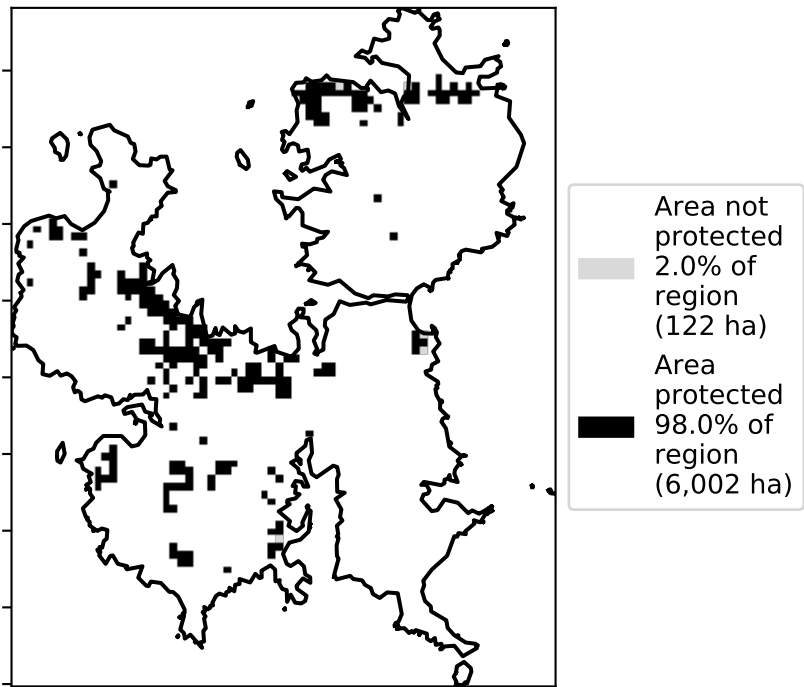 Area not
protected
2.0% of
region
(122 ha)
Area
protected
98.0% of
region
(6,002 ha)